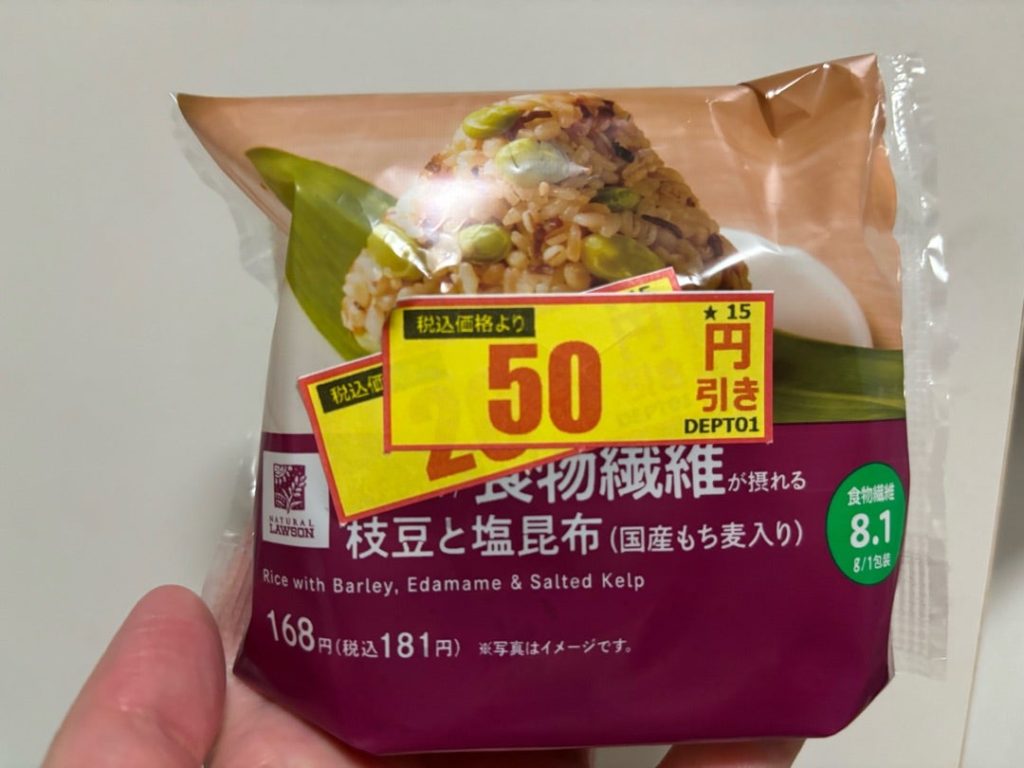 15
税込価格より
★ 15
50
円
引き
DEPT01
税込価
20
食物繊維が摂れる
枝豆と塩昆布(国産もち麦入り)
食物繊維
8.1
g/1包装
NATURAL
LAWSON
Rice with Barley, Edamame & Salted Kelp
168円(税込181円) ※写真はイメージです。